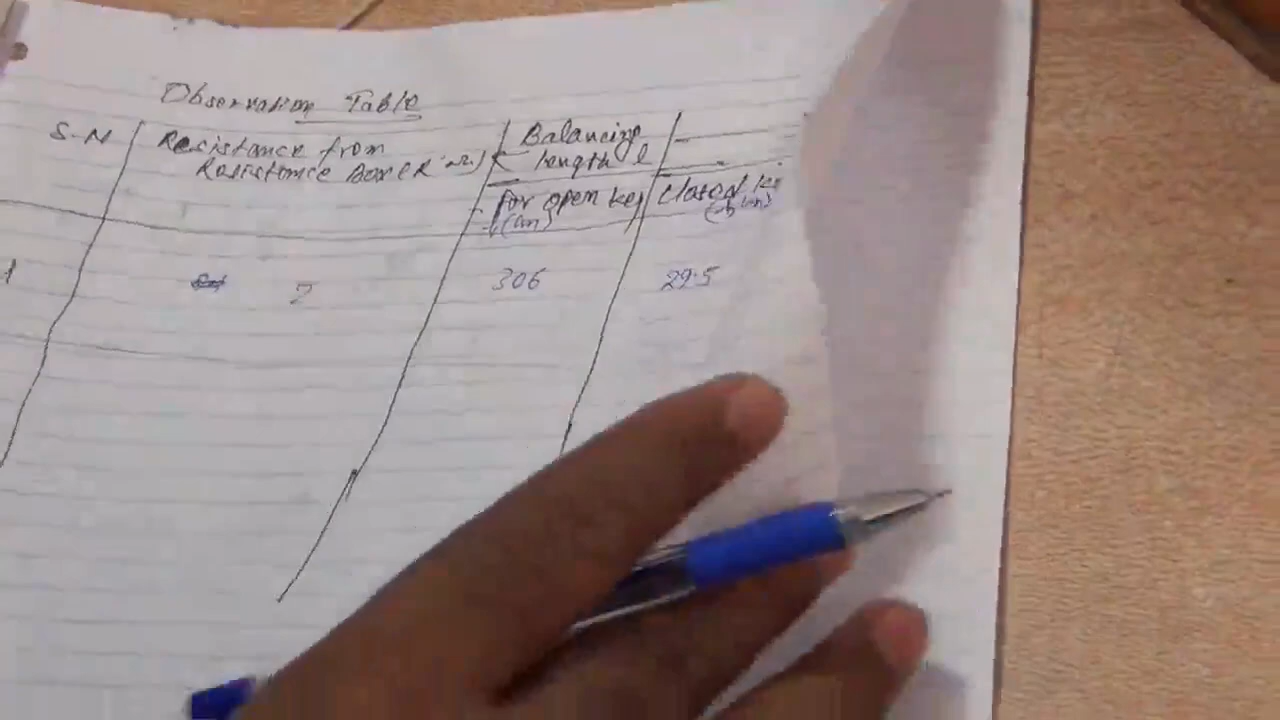 Observation Table
S.N Resistance from Balancing
Resistance Box (R in Ω) length l
for open key Closed key
(cm)
1 2 306 29.5